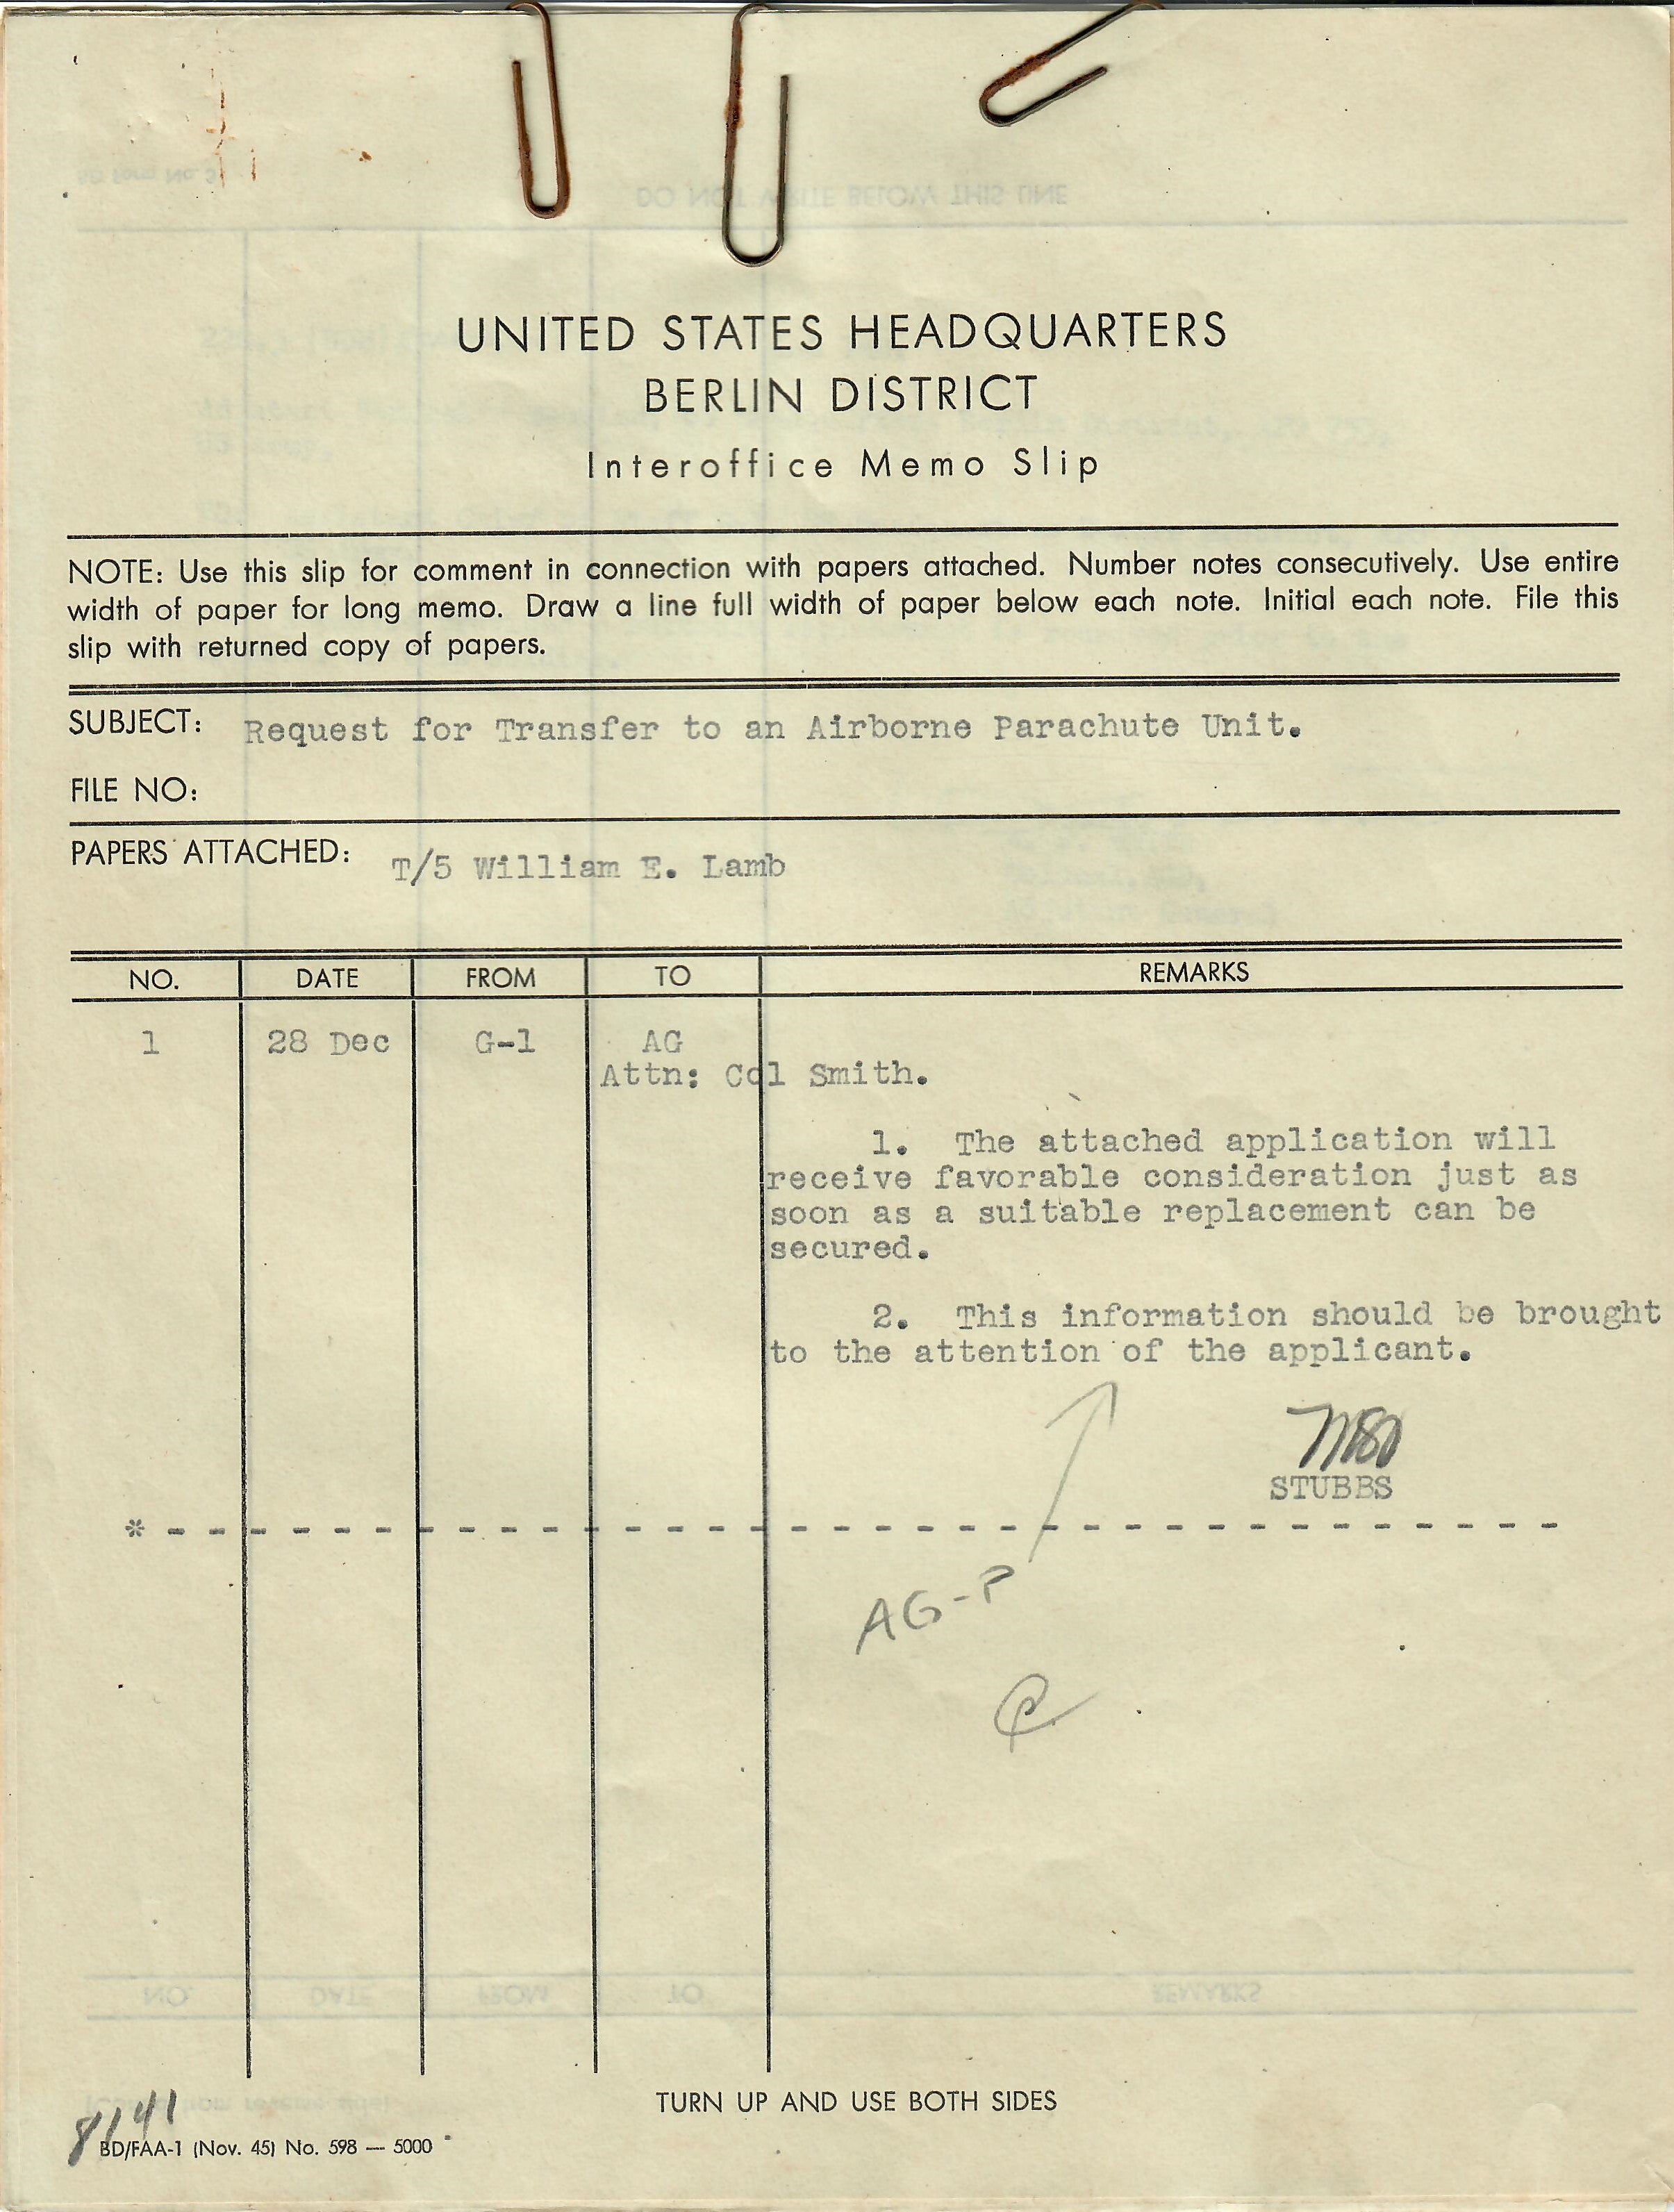 UNITED STATES HEADQUARTERS
BERLIN DISTRICT
Interoffice Memo Slip
NOTE: Use this slip for comment in connection with papers attached. Number notes consecutively. Use entire
width of paper for long memo. Draw a line full width of paper below each note. Initial each note. File this
slip with returned copy of papers.
SUBJECT: Request for Transfer to an Airborne Parachute Unit.
FILE NO:
PAPERS ATTACHED: T/5 William E. Lamb
NO. DATE FROM TO REMARKS
1 28 Dec G-1 AG
Attn: Col Smith.
1. The attached application will
receive favorable consideration just as
soon as a suitable replacement can be
secured.
2. This information should be brought
to the attention of the applicant.
STUBBS
* - - - - - - - - - - - - - - - - - - - - - - - - - - - - - - - - - -
AG-P
TURN UP AND USE BOTH SIDES
8141
BD/FAA-1 (Nov. 45) No. 598 — 5000